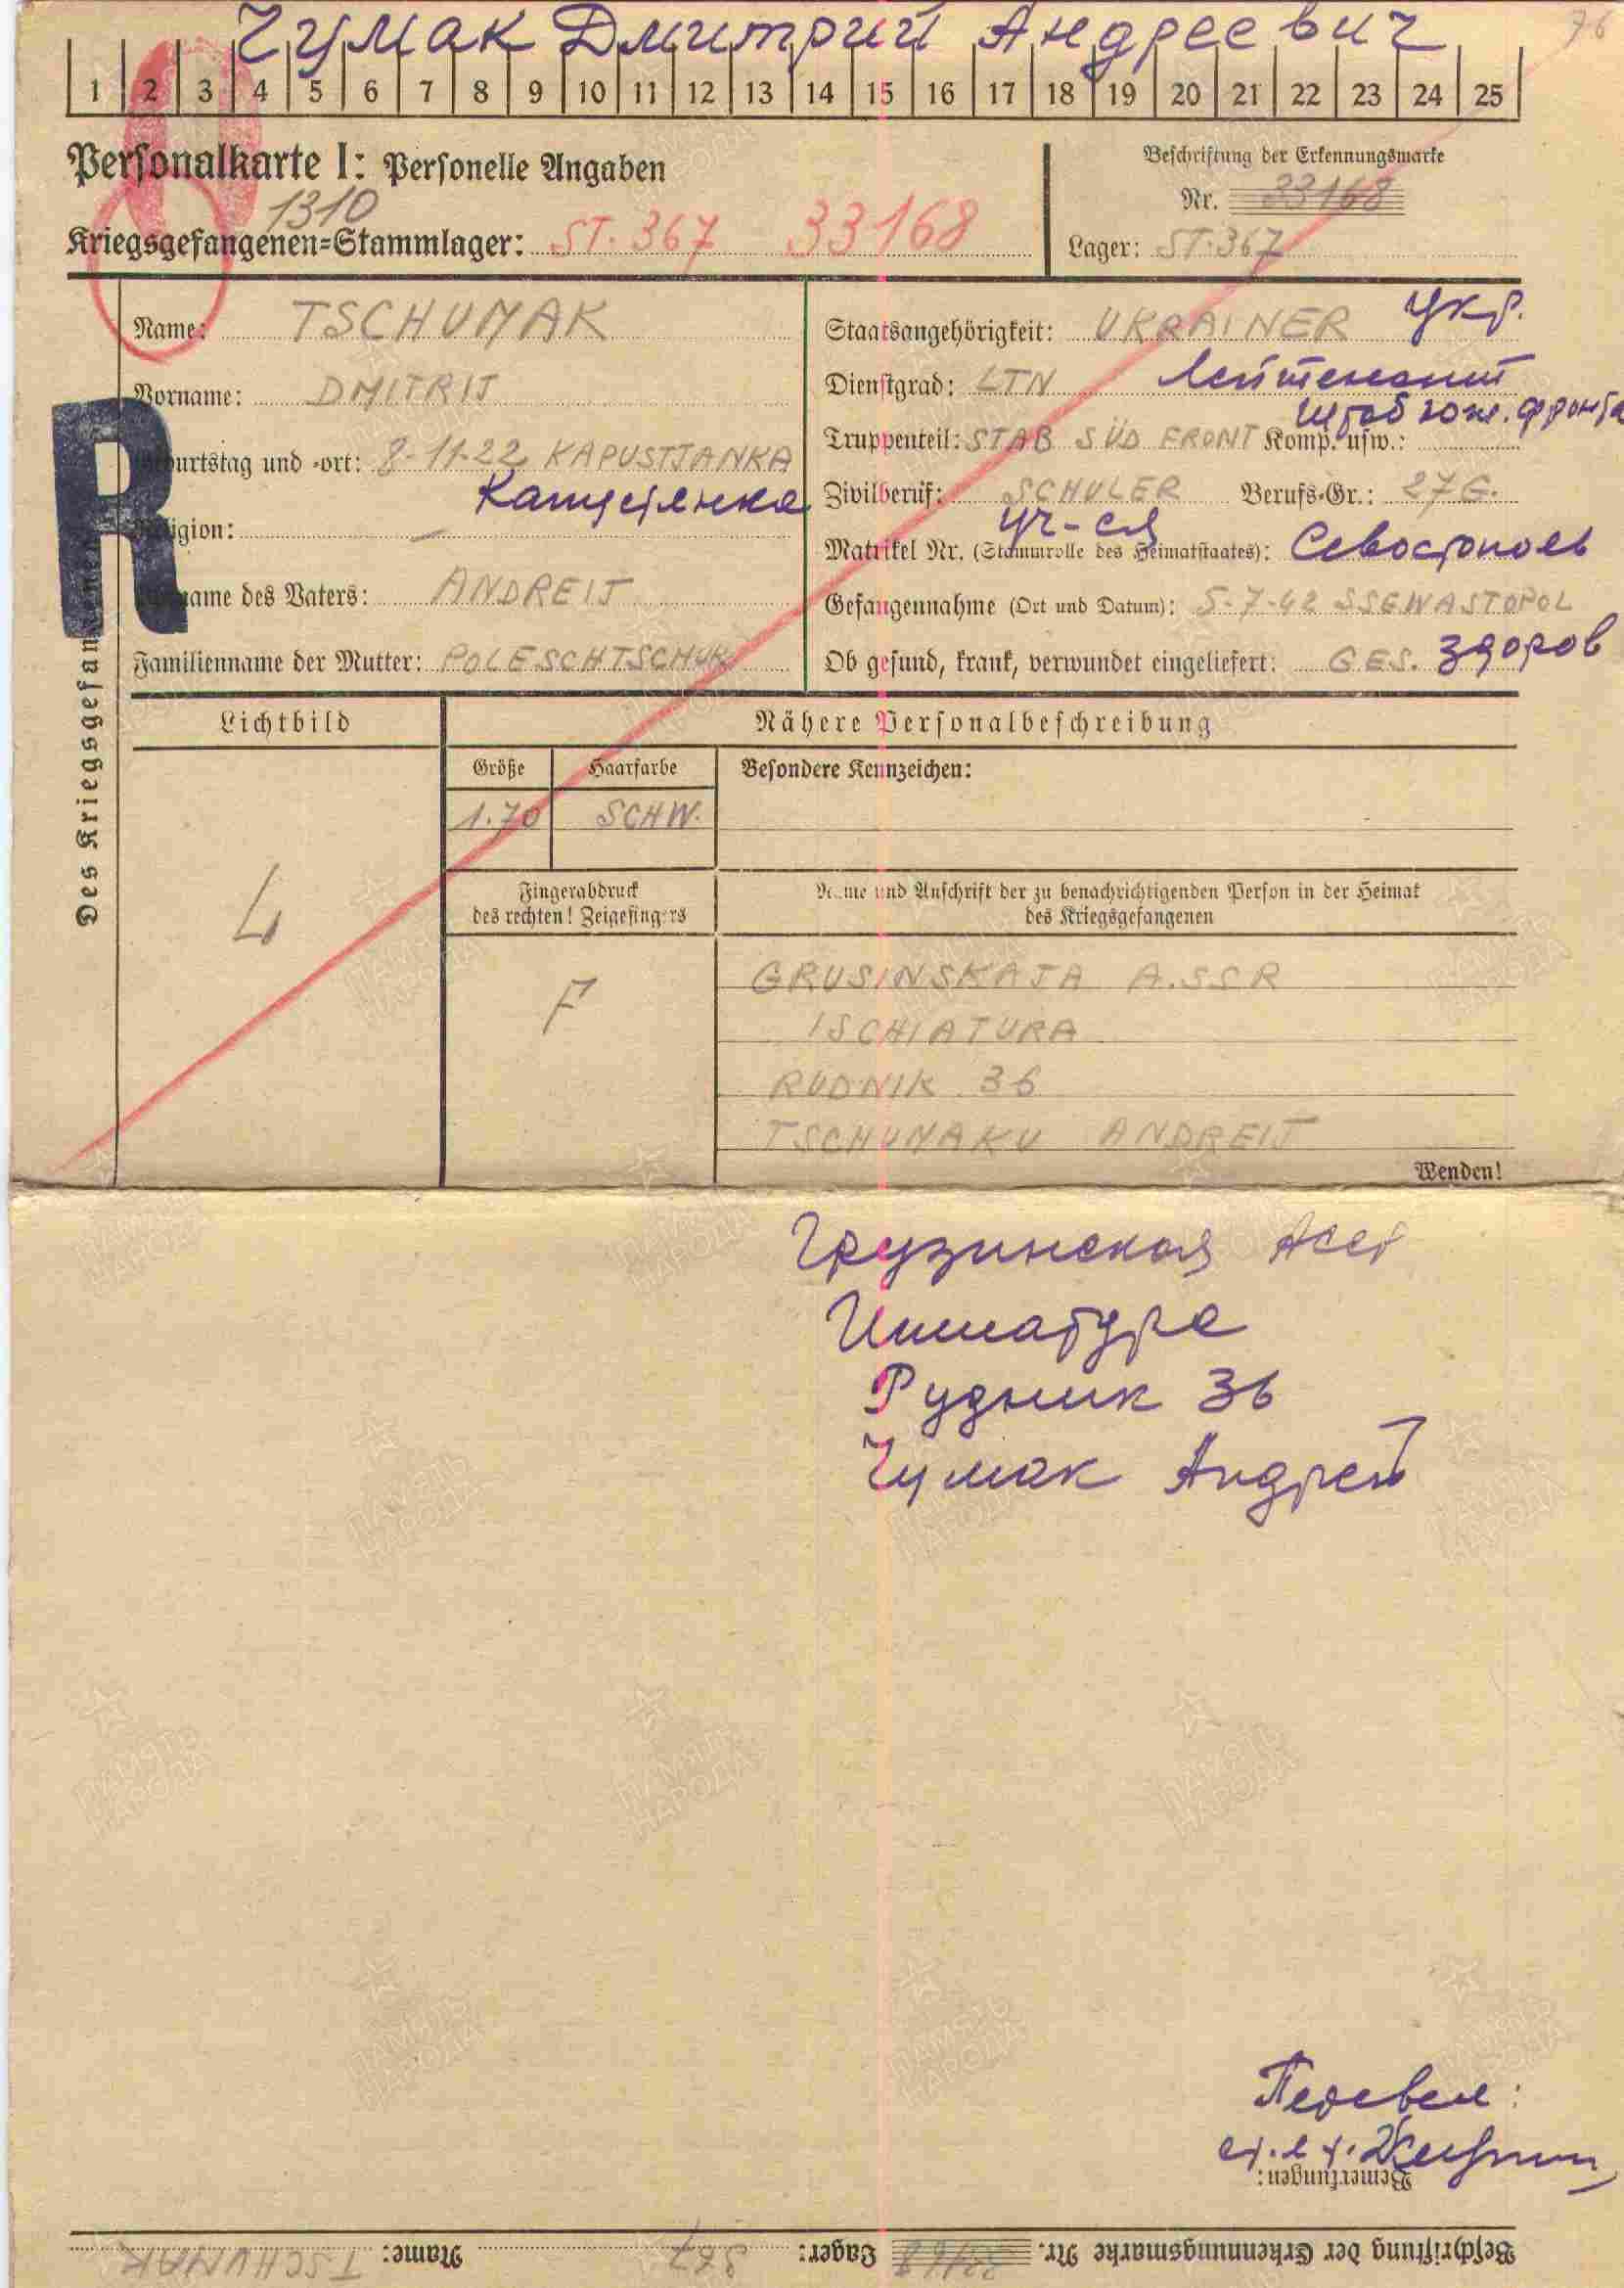 Чумак Дмитрий Андреевич
76
1 2 3 4 5 6 7 8 9 10 11 12 13 14 15 16 17 18 19 20 21 22 23 24 25
Personalkarte I: Personelle Angaben
1310
Kriegsgefangenen=Stammlager: ST. 367 33168
Beschriftung der Erkennungsmarke
Nr. 33168
Lager: ST. 367
Des Kriegsgefangenen
R
Name: TSCHUMAK
Vorname: DMITRIJ
Geburtstag und -ort: 8-11-22 KAPUSTJANKA
Капустянка
Religion: —
Vorname des Vaters: ANDREIJ
Familienname der Mutter: POLESCHTSCHUK
Staatsangehörigkeit: UKRAINER Укр.
Dienstgrad: LTN Лейтенант
Штаб юж. фронта
Truppenteil: STAB SÜD FRONT Komp. usw.:
Zivilberuf: SCHULER Berufs-Gr.: 27G.
уч-ся
Matrikel Nr. (Stammrolle des Heimatstaates): Севостополь
Gefangennahme (Ort und Datum): 5-7-42 SSEWASTOPOL
Ob gesund, krank, verwundet eingeliefert: GES. здоров
Lichtbild
Nähere Personalbeschreibung
Größe Haarfarbe Besondere Kennzeichen:
1.70 SCHW.
L
Fingerabdruck
des rechten! Zeigefingers
F
Name und Anschrift der zu benachrichtigenden Person in der Heimat
des Kriegsgefangenen
GRUSINSKAJA A.SSR
ISCHIATURA
RUDNIK 36
TSCHUMAKU ANDREIJ
Wenden!
Грузинская АССР
Ишиатура
Рудник 36
Чумак Андрей
Перевел:
Bemerkungen:
Beschriftung der Erkennungsmarke Nr. 33168 Lager: 367 Name: TSCHUMAK